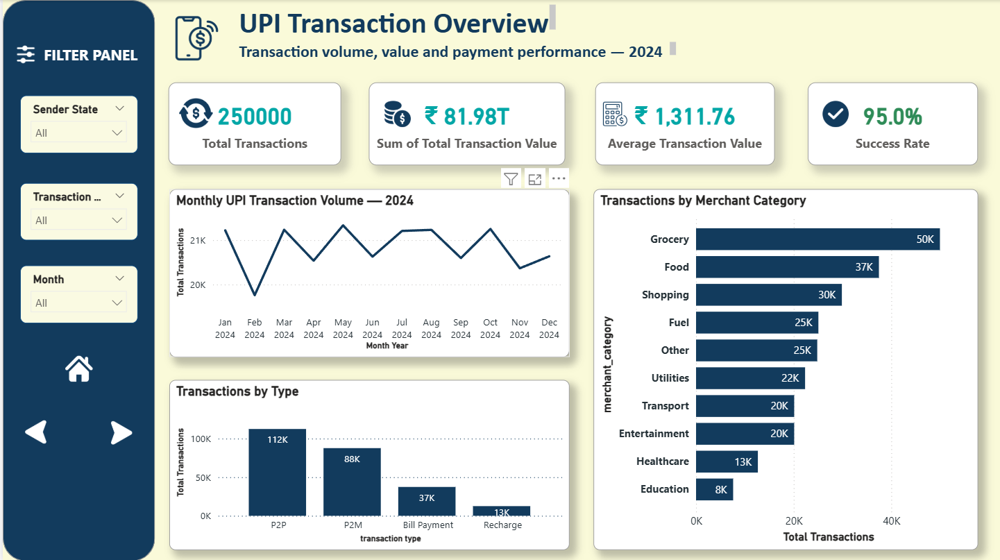 UPI Transaction Overview
Transaction volume, value and payment performance — 2024
FILTER PANEL
Sender State
All
Transaction ...
All
Month
All
250000
Total Transactions
₹ 81.98T
Sum of Total Transaction Value
₹ 1,311.76
Average Transaction Value
95.0%
Success Rate
Monthly UPI Transaction Volume — 2024
Total Transactions
21K
20K
Jan Feb Mar Apr May Jun Jul Aug Sep Oct Nov Dec
2024 2024 2024 2024 2024 2024 2024 2024 2024 2024 2024 2024
Month Year
Transactions by Type
Total Transactions
100K
50K
0K
112K
88K
37K
13K
P2P P2M Bill Payment Recharge
transaction type
Transactions by Merchant Category
merchant_category
Grocery 50K
Food 37K
Shopping 30K
Fuel 25K
Other 25K
Utilities 22K
Transport 20K
Entertainment 20K
Healthcare 13K
Education 8K
0K 20K 40K
Total Transactions